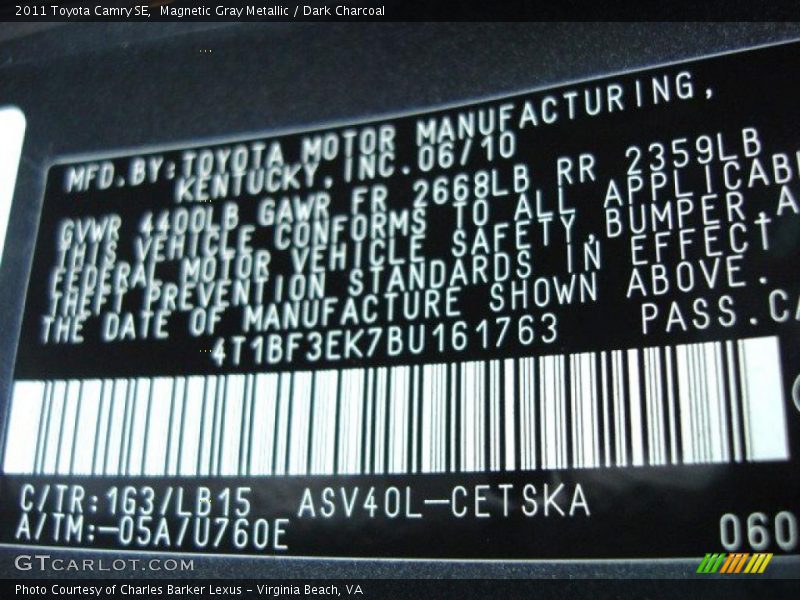 2011 Toyota Camry SE,  Magnetic Gray Metallic / Dark Charcoal
MFD.BY:TOYOTA MOTOR MANUFACTURING,
KENTUCKY,INC.06/10
GVWR 4400LB GAWR FR 2668LB RR 2359LB
THIS VEHICLE CONFORMS TO ALL APPLICABL
FEDERAL MOTOR VEHICLE SAFETY,BUMPER,A
THEFT PREVENTION STANDARDS IN EFFECT
THE DATE OF MANUFACTURE SHOWN ABOVE.
4T1BF3EK7BU161763 PASS.CA
C/TR:1G3/LB15 ASV40L-CETSKA
A/TM:-05A/U760E 060
GTCARLOT.COM
Photo Courtesy of Charles Barker Lexus - Virginia Beach, VA